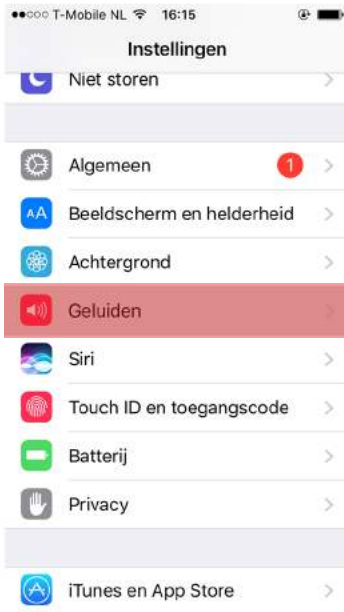 T-Mobile NL 16:15
Instellingen
Niet storen
Algemeen 1
AA Beeldscherm en helderheid
Achtergrond
Geluiden
Siri
Touch ID en toegangscode
Batterij
Privacy
iTunes en App Store